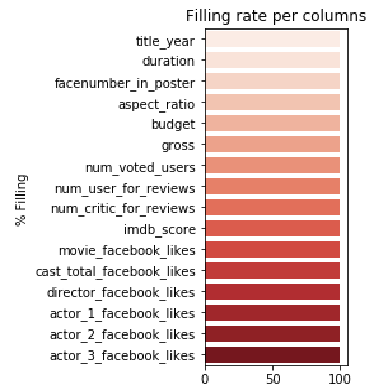 Filling rate per columns
title_year
duration
facenumber_in_poster
aspect_ratio
budget
gross
num_voted_users
num_user_for_reviews
num_critic_for_reviews
imdb_score
movie_facebook_likes
cast_total_facebook_likes
director_facebook_likes
actor_1_facebook_likes
actor_2_facebook_likes
actor_3_facebook_likes
% Filling
0 50 100